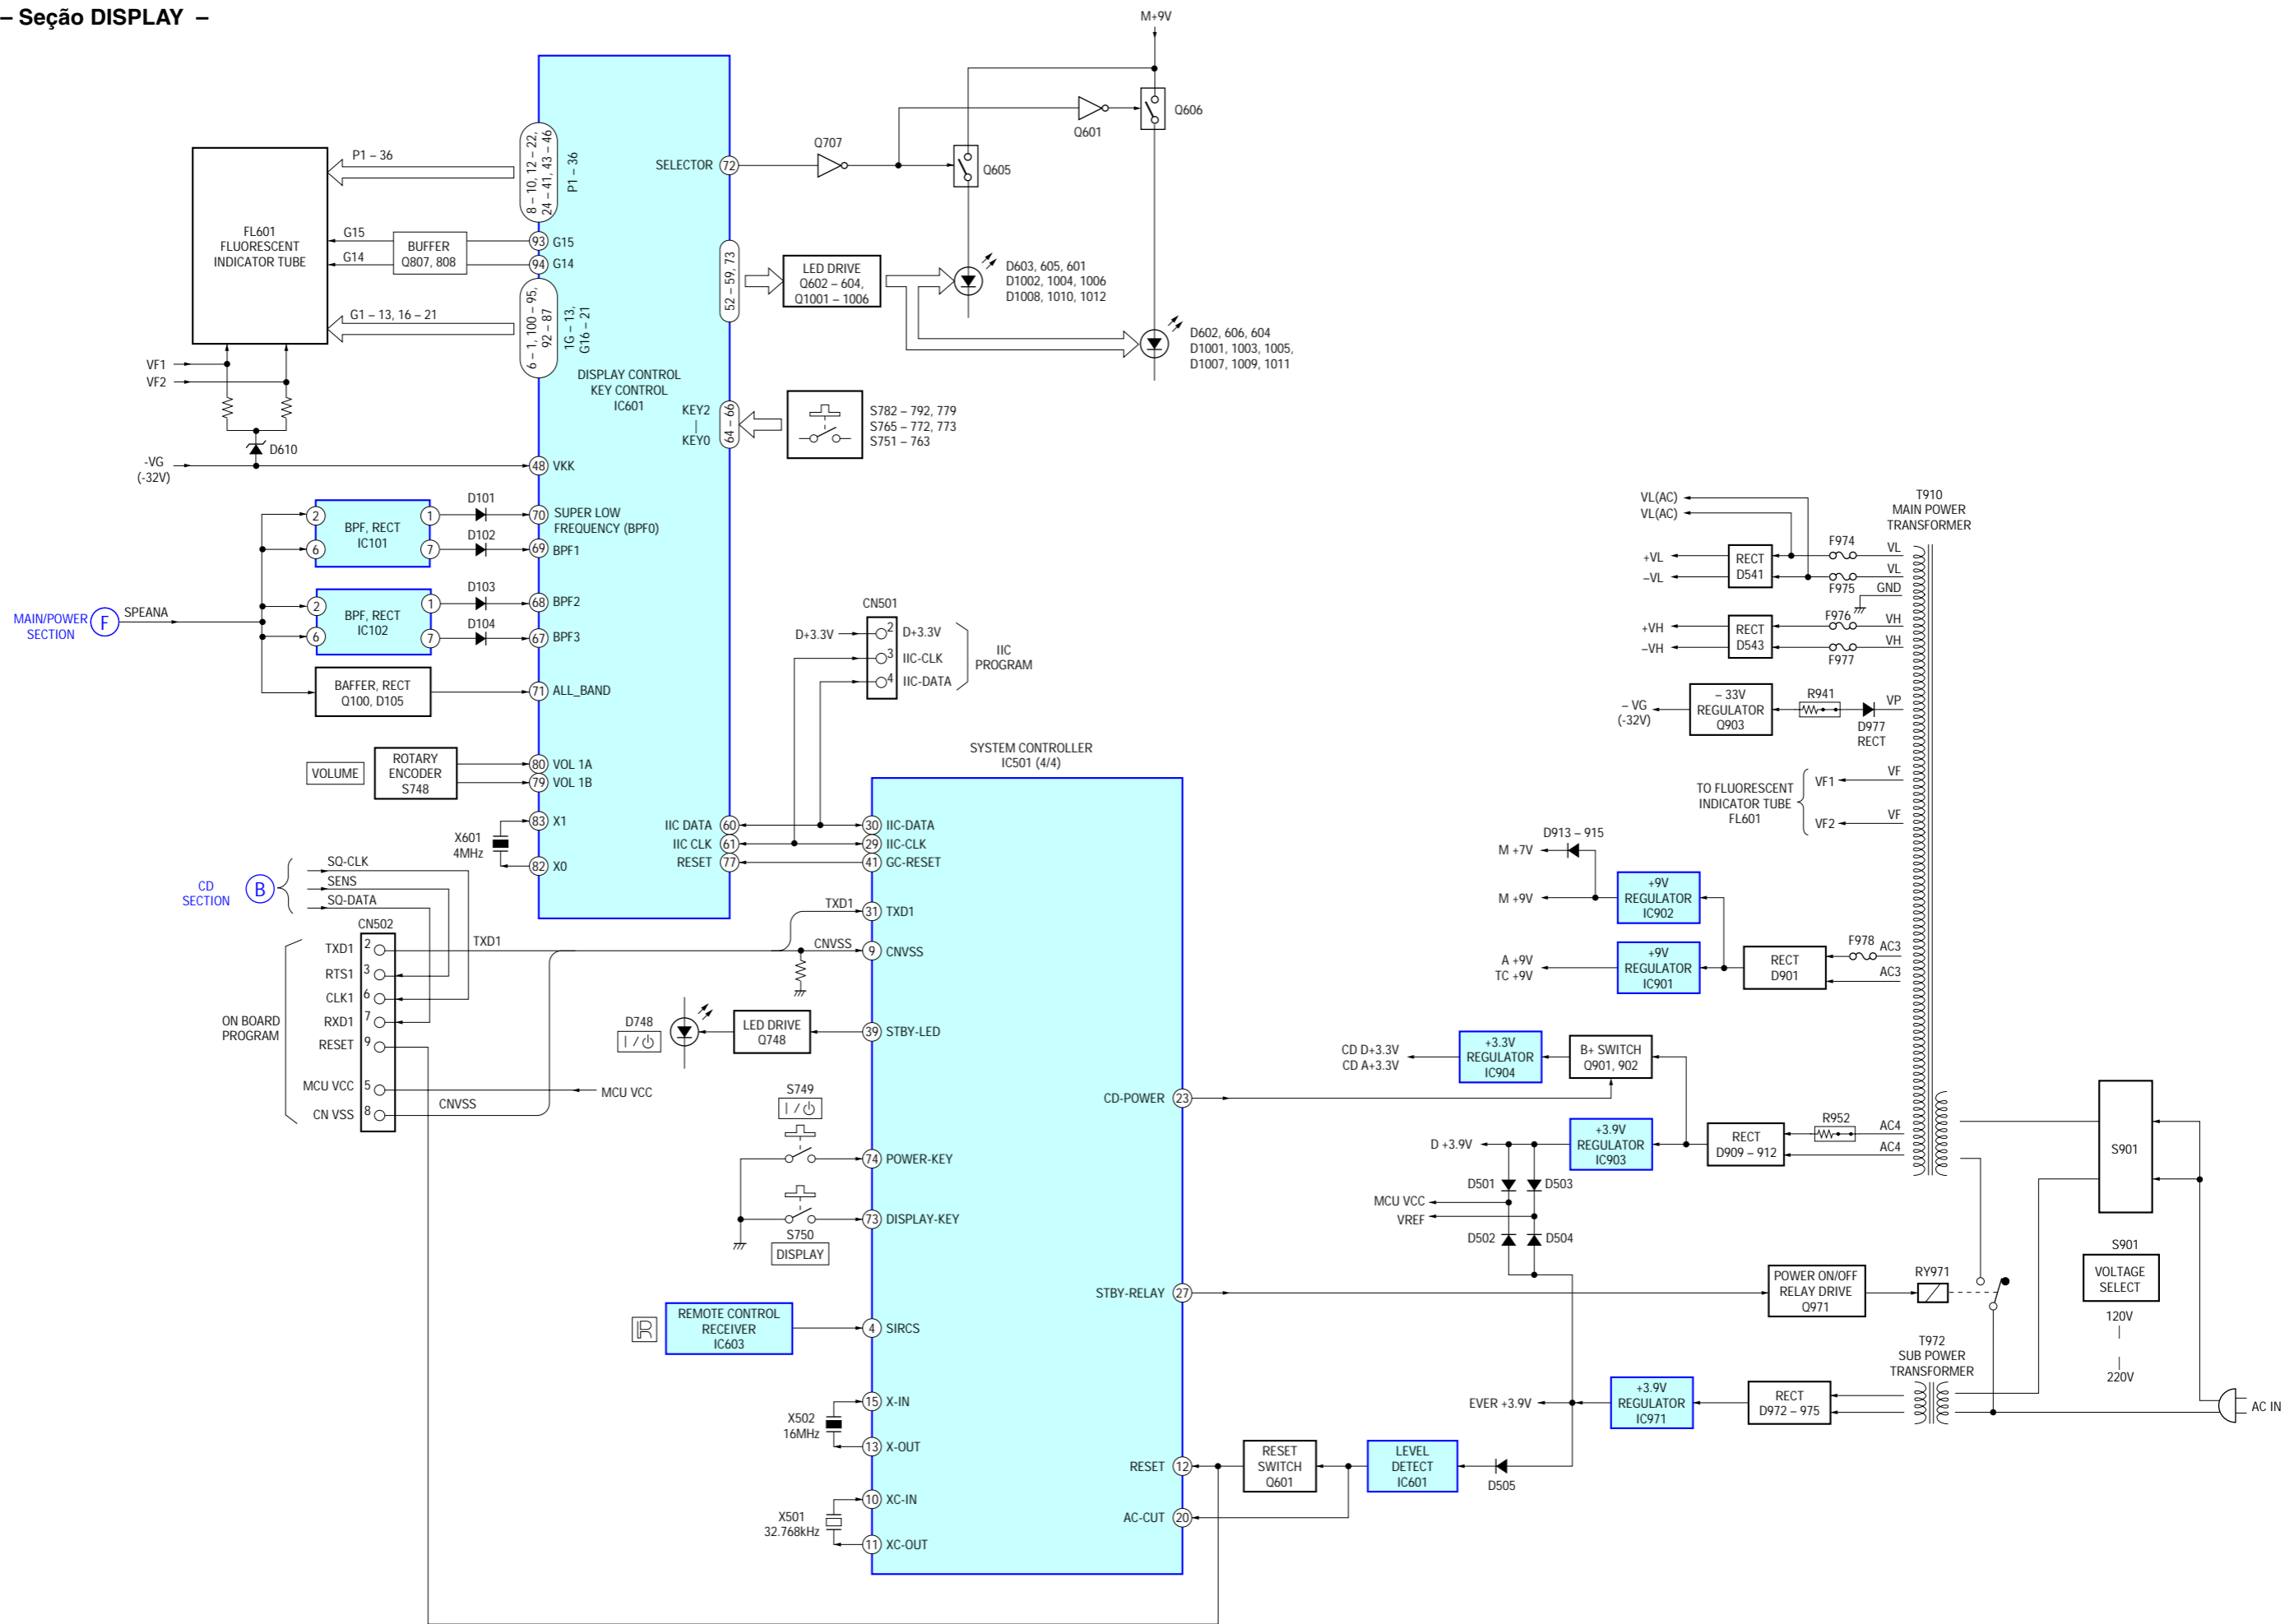 – Seção DISPLAY –
M+9V
Q606
Q601
Q707
Q605
SELECTOR 72
8 – 10, 12 – 22,
24 – 41, 43 – 46
P1 – 36
P1 – 36
FL601
FLUORESCENT
INDICATOR TUBE
G15
G14
BUFFER
Q807, 808
93 G15
94 G14
G1 – 13, 16 – 21
6 – 1, 100 – 95,
92 – 87
1G – 13,
G16 – 21
52 – 59, 73
LED DRIVE
Q602 – 604,
Q1001 – 1006
D603, 605, 601
D1002, 1004, 1006
D1008, 1010, 1012
D602, 606, 604
D1001, 1003, 1005,
D1007, 1009, 1011
VF1
VF2
DISPLAY CONTROL
KEY CONTROL
IC601
KEY2
|
KEY0
64 – 66
S782 – 792, 779
S765 – 772, 773
S751 – 763
D610
-VG
(-32V)
48 VKK
D101
2
1
6
7
BPF, RECT
IC101
D102
70 SUPER LOW
FREQUENCY (BPF0)
69 BPF1
D103
2
1
6
7
BPF, RECT
IC102
D104
68 BPF2
67 BPF3
MAIN/POWER
SECTION
F
SPEANA
BAFFER, RECT
Q100, D105
71 ALL_BAND
VOLUME
ROTARY
ENCODER
S748
80 VOL 1A
79 VOL 1B
X601
4MHz
83 X1
82 X0
IIC DATA 60
IIC CLK 61
RESET 77
CN501
D+3.3V
2 D+3.3V
3 IIC-CLK
4 IIC-DATA
IIC
PROGRAM
SYSTEM CONTROLLER
IC501 (4/4)
30 IIC-DATA
29 IIC-CLK
41 GC-RESET
TXD1
31 TXD1
CNVSS
9 CNVSS
CD
SECTION
B
SQ-CLK
SENS
SQ-DATA
CN502
ON BOARD
PROGRAM
TXD1 2
TXD1
RTS1 3
CLK1 6
RXD1 7
RESET 9
MCU VCC 5
MCU VCC
CN VSS 8
CNVSS
D748
I / ⏻
LED DRIVE
Q748
39 STBY-LED
S749
I / ⏻
74 POWER-KEY
S750
DISPLAY
73 DISPLAY-KEY
R
REMOTE CONTROL
RECEIVER
IC603
4 SIRCS
X502
16MHz
15 X-IN
13 X-OUT
X501
32.768kHz
10 XC-IN
11 XC-OUT
CD-POWER 23
STBY-RELAY 27
RESET 12
AC-CUT 20
RESET
SWITCH
Q601
LEVEL
DETECT
IC601
D505
T910
MAIN POWER
TRANSFORMER
VL(AC)
VL(AC)
+VL
–VL
RECT
D541
F974
VL
F975
VL
GND
+VH
–VH
RECT
D543
F976
VH
F977
VH
– VG
(-32V)
– 33V
REGULATOR
Q903
R941
D977
RECT
VP
TO FLUORESCENT
INDICATOR TUBE
FL601
VF1
VF
VF2
VF
D913 – 915
M +7V
M +9V
+9V
REGULATOR
IC902
A +9V
TC +9V
+9V
REGULATOR
IC901
RECT
D901
F978
AC3
AC3
CD D+3.3V
CD A+3.3V
+3.3V
REGULATOR
IC904
B+ SWITCH
Q901, 902
D +3.9V
+3.9V
REGULATOR
IC903
RECT
D909 – 912
R952
AC4
AC4
D501
D503
MCU VCC
VREF
D502
D504
S901
S901
VOLTAGE
SELECT
120V
|
|
220V
POWER ON/OFF
RELAY DRIVE
Q971
RY971
T972
SUB POWER
TRANSFORMER
EVER +3.9V
+3.9V
REGULATOR
IC971
RECT
D972 – 975
AC IN